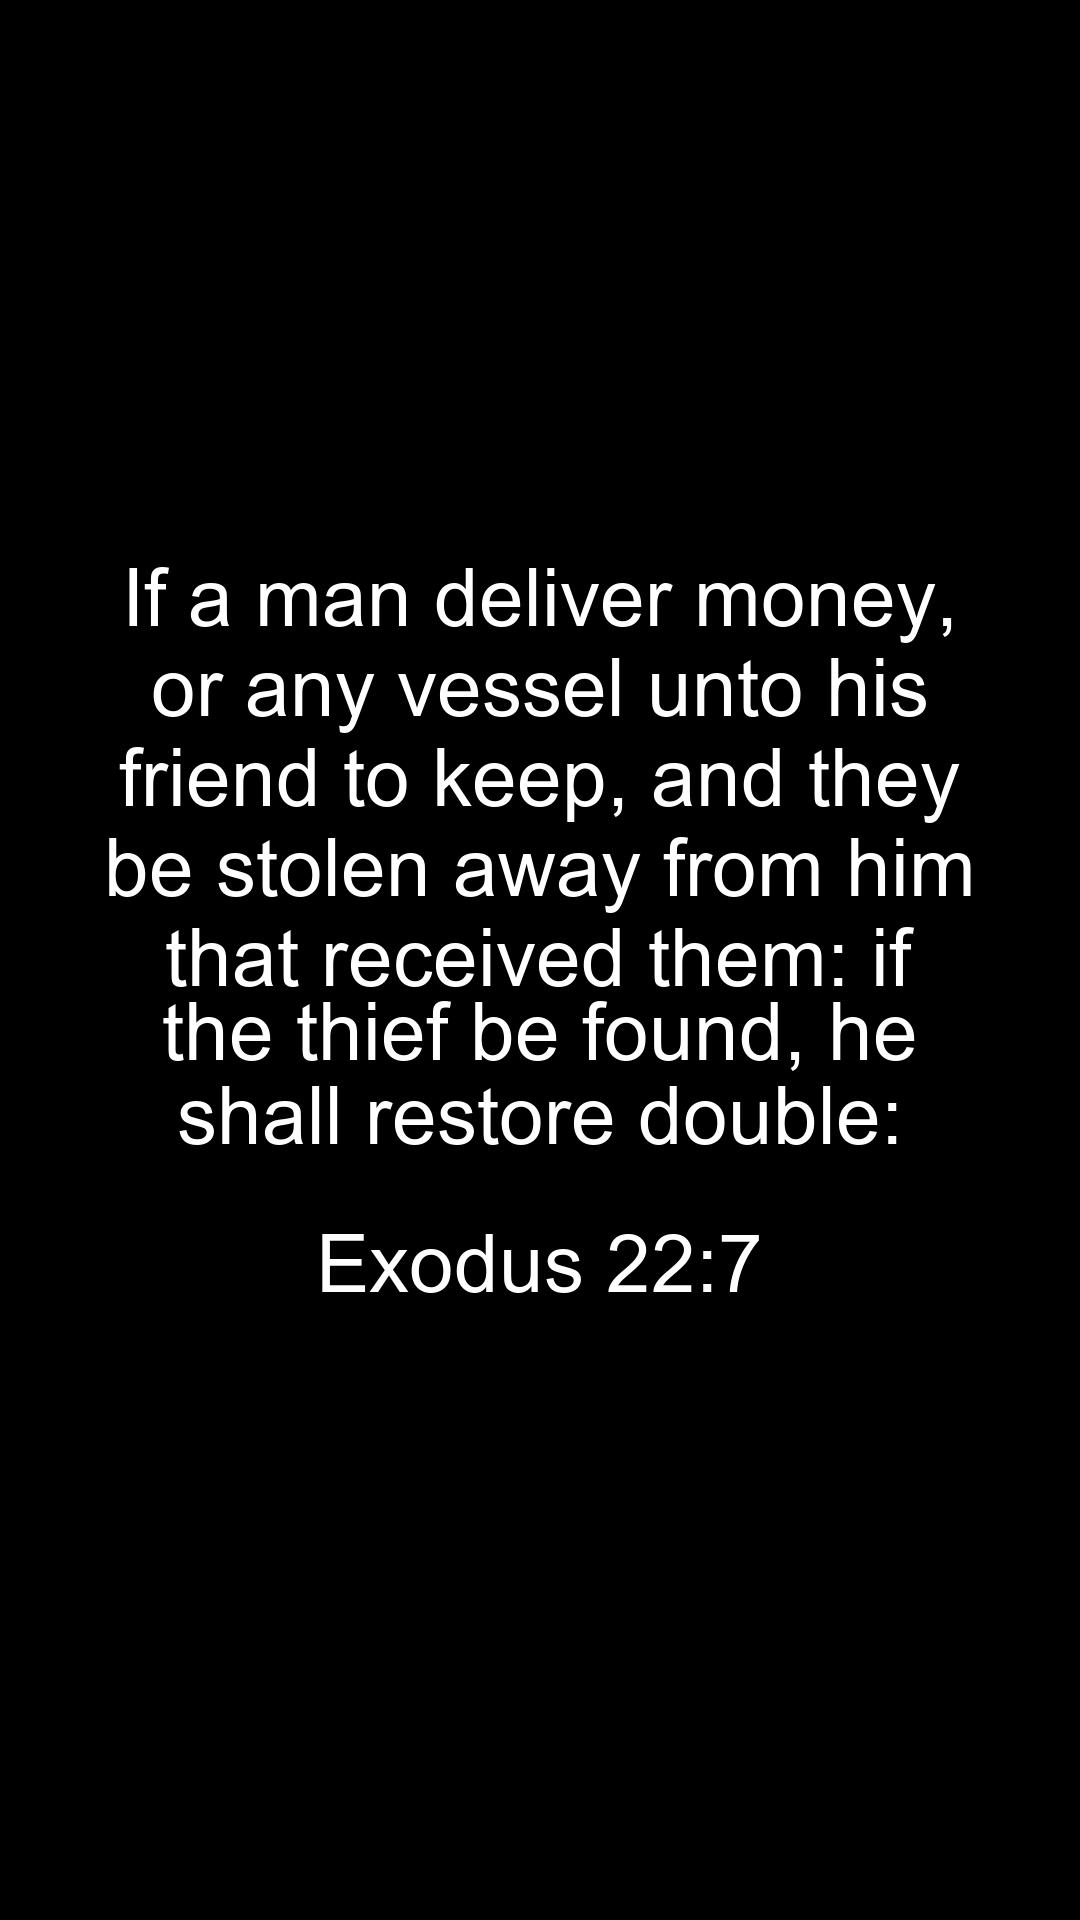 If a man deliver money,
or any vessel unto his
friend to keep, and they
be stolen away from him
that received them: if
the thief be found, he
shall restore double:
Exodus 22:7